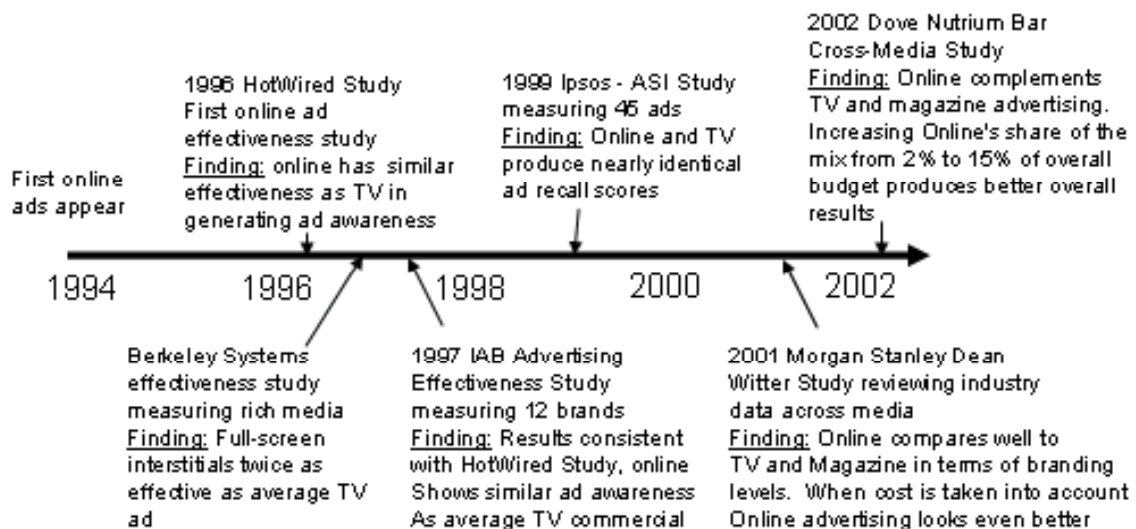 First online
ads appear
1996 HotWired Study
First online ad
effectiveness study
Finding: online has similar
effectiveness as TV in
generating ad awareness
1999 Ipsos - ASI Study
measuring 45 ads
Finding: Online and TV
produce nearly identical
ad recall scores
2002 Dove Nutrium Bar
Cross-Media Study
Finding: Online complements
TV and magazine advertising.
Increasing Online's share of the
mix from 2% to 15% of overall
budget produces better overall
results
1994
1996
1998
2000
2002
Berkeley Systems
effectiveness study
measuring rich media
Finding: Full-screen
interstitials twice as
effective as average TV
ad
1997 IAB Advertising
Effectiveness Study
measuring 12 brands
Finding: Results consistent
with HotWired Study, online
Shows similar ad awareness
As average TV commercial
2001 Morgan Stanley Dean
Witter Study reviewing industry
data across media
Finding: Online compares well to
TV and Magazine in terms of branding
levels. When cost is taken into account
Online advertising looks even better